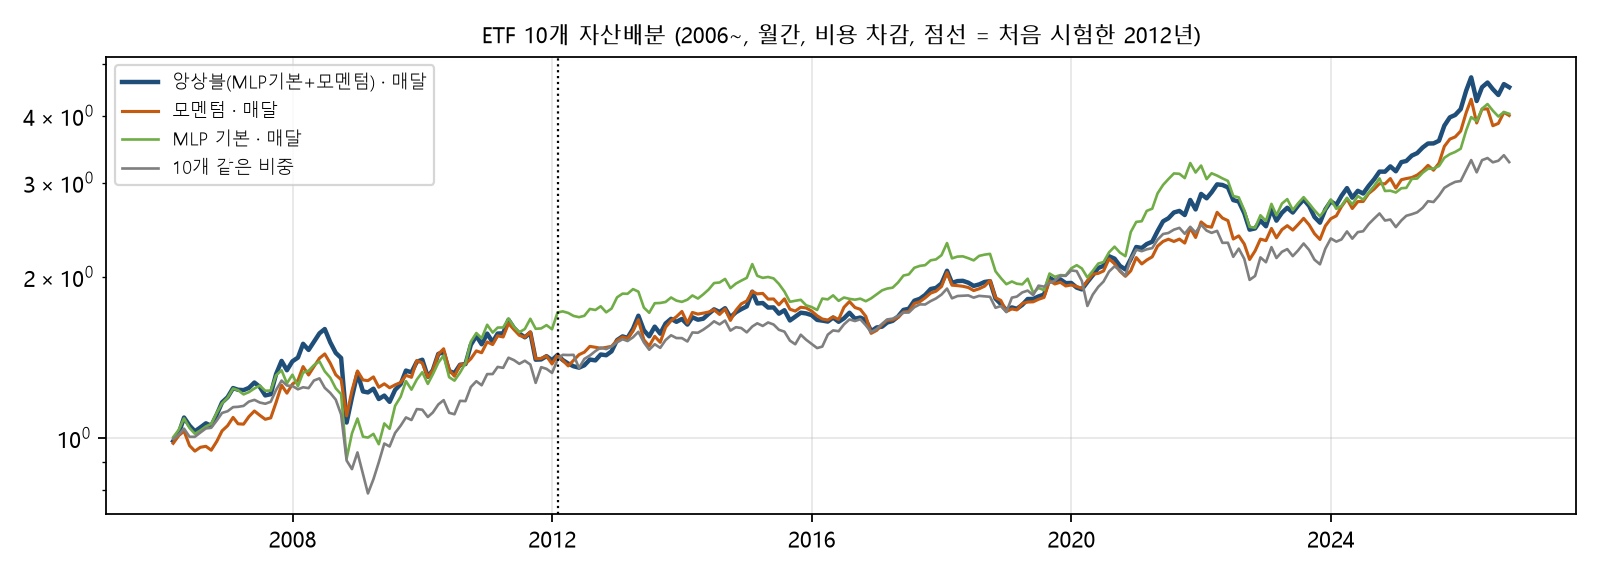 ETF 10개 자산배분 (2006~, 월간, 비용 차감, 점선 = 처음 시험한 2012년)
앙상블(MLP기본+모멘텀) · 매달
모멘텀 · 매달
MLP 기본 · 매달
10개 같은 비중
4 × 10⁰
3 × 10⁰
2 × 10⁰
10⁰
2008 2012 2016 2020 2024